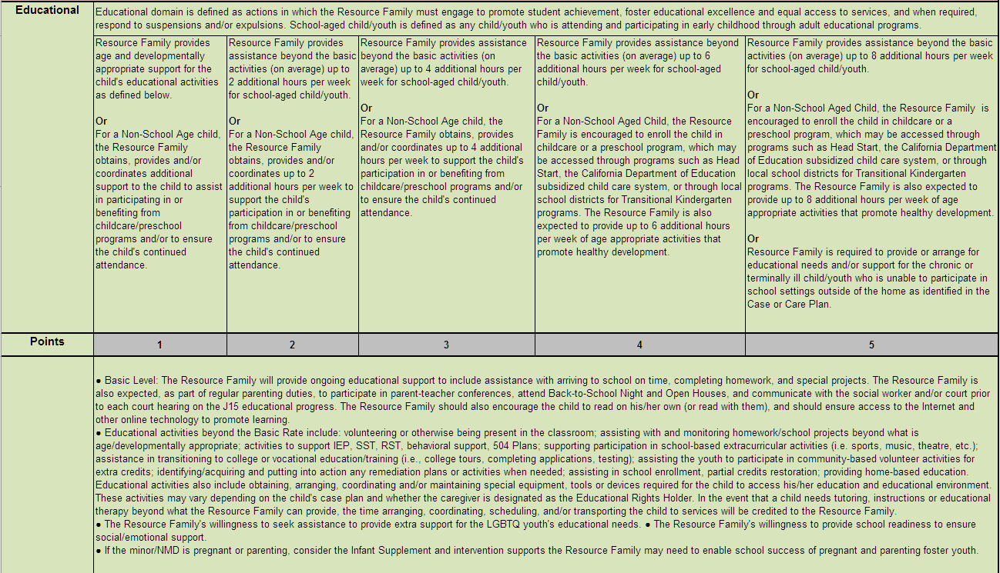 Educational
Educational domain is defined as actions in which the Resource Family must engage to promote student achievement, foster educational excellence and equal access to services, and when required,
respond to suspensions and/or expulsions. School-aged child/youth is defined as any child/youth who is attending and participating in early childhood through adult educational programs.
Resource Family provides
age and developmentally
appropriate support for the
child's educational activities
as defined below.
Or
For a Non-School Age child,
the Resource Family
obtains, provides and/or
coordinates additional
support to the child to assist
in participating in or
benefiting from
childcare/preschool
programs and/or to ensure
the child's continued
attendance.
Resource Family provides
assistance beyond the basic
activities (on average) up to
2 additional hours per week
for school-aged child/youth.
Or
For a Non-School Age child,
the Resource Family
obtains, provides and/or
coordinates up to 2
additional hours per week to
support the child's
participation in or benefiting
from childcare/preschool
programs and/or to ensure
the child's continued
attendance.
Resource Family provides assistance
beyond the basic activities (on
average) up to 4 additional hours per
week for school-aged child/youth.
Or
For a Non-School Age child, the
Resource Family obtains, provides
and/or coordinates up to 4 additional
hours per week to support the child's
participation in or benefiting from
childcare/preschool programs and/or
to ensure the child's continued
attendance.
Resource Family provides assistance beyond
the basic activities (on average) up to 6
additional hours per week for school-aged
child/youth.
Or
For a Non-School Aged Child, the Resource
Family is encouraged to enroll the child in
childcare or a preschool program, which may
be accessed through programs such as Head
Start, the California Department of Education
subsidized child care system, or through local
school districts for Transitional Kindergarten
programs. The Resource Family is also
expected to provide up to 6 additional hours
per week of age appropriate activities that
promote healthy development.
Resource Family provides assistance beyond the basic
activities (on average) up to 8 additional hours per week
for school-aged child/youth.
Or
For a Non-School Aged Child, the Resource Family is
encouraged to enroll the child in childcare or a
preschool program, which may be accessed through
programs such as Head Start, the California Department
of Education subsidized child care system, or through
local school districts for Transitional Kindergarten
programs. The Resource Family is also expected to
provide up to 8 additional hours per week of age
appropriate activities that promote healthy development.
Or
Resource Family is required to provide or arrange for
educational needs and/or support for the chronic or
terminally ill child/youth who is unable to participate in
school settings outside of the home as identified in the
Case or Care Plan.
Points 1 2 3 4 5
● Basic Level: The Resource Family will provide ongoing educational support to include assistance with arriving to school on time, completing homework, and special projects. The Resource Family is
also expected, as part of regular parenting duties, to participate in parent-teacher conferences, attend Back-to-School Night and Open Houses, and communicate with the social worker and/or court prior
to each court hearing on the J15 educational progress. The Resource Family should also encourage the child to read on his/her own (or read with them), and should ensure access to the Internet and
other online technology to promote learning.
● Educational activities beyond the Basic Rate include: volunteering or otherwise being present in the classroom; assisting with and monitoring homework/school projects beyond what is
age/developmentally appropriate; activities to support IEP, SST, RST, behavioral support, 504 Plans; supporting participation in school-based extracurricular activities (i.e. sports, music, theatre, etc.);
assistance in transitioning to college or vocational education/training (i.e., college tours, completing applications, testing); assisting the youth to participate in community-based volunteer activities for
extra credits; identifying/acquiring and putting into action any remediation plans or activities when needed; assisting in school enrollment, partial credits restoration; providing home-based education.
Educational activities also include obtaining, arranging, coordinating and/or maintaining special equipment, tools or devices required for the child to access his/her education and educational environment.
These activities may vary depending on the child's case plan and whether the caregiver is designated as the Educational Rights Holder. In the event that a child needs tutoring, instructions or educational
therapy beyond what the Resource Family can provide, the time arranging, coordinating, scheduling, and/or transporting the child to services will be credited to the Resource Family.
● The Resource Family's willingness to seek assistance to provide extra support for the LGBTQ youth's educational needs. ● The Resource Family's willingness to provide school readiness to ensure
social/emotional support.
● If the minor/NMD is pregnant or parenting, consider the Infant Supplement and intervention supports the Resource Family may need to enable school success of pregnant and parenting foster youth.